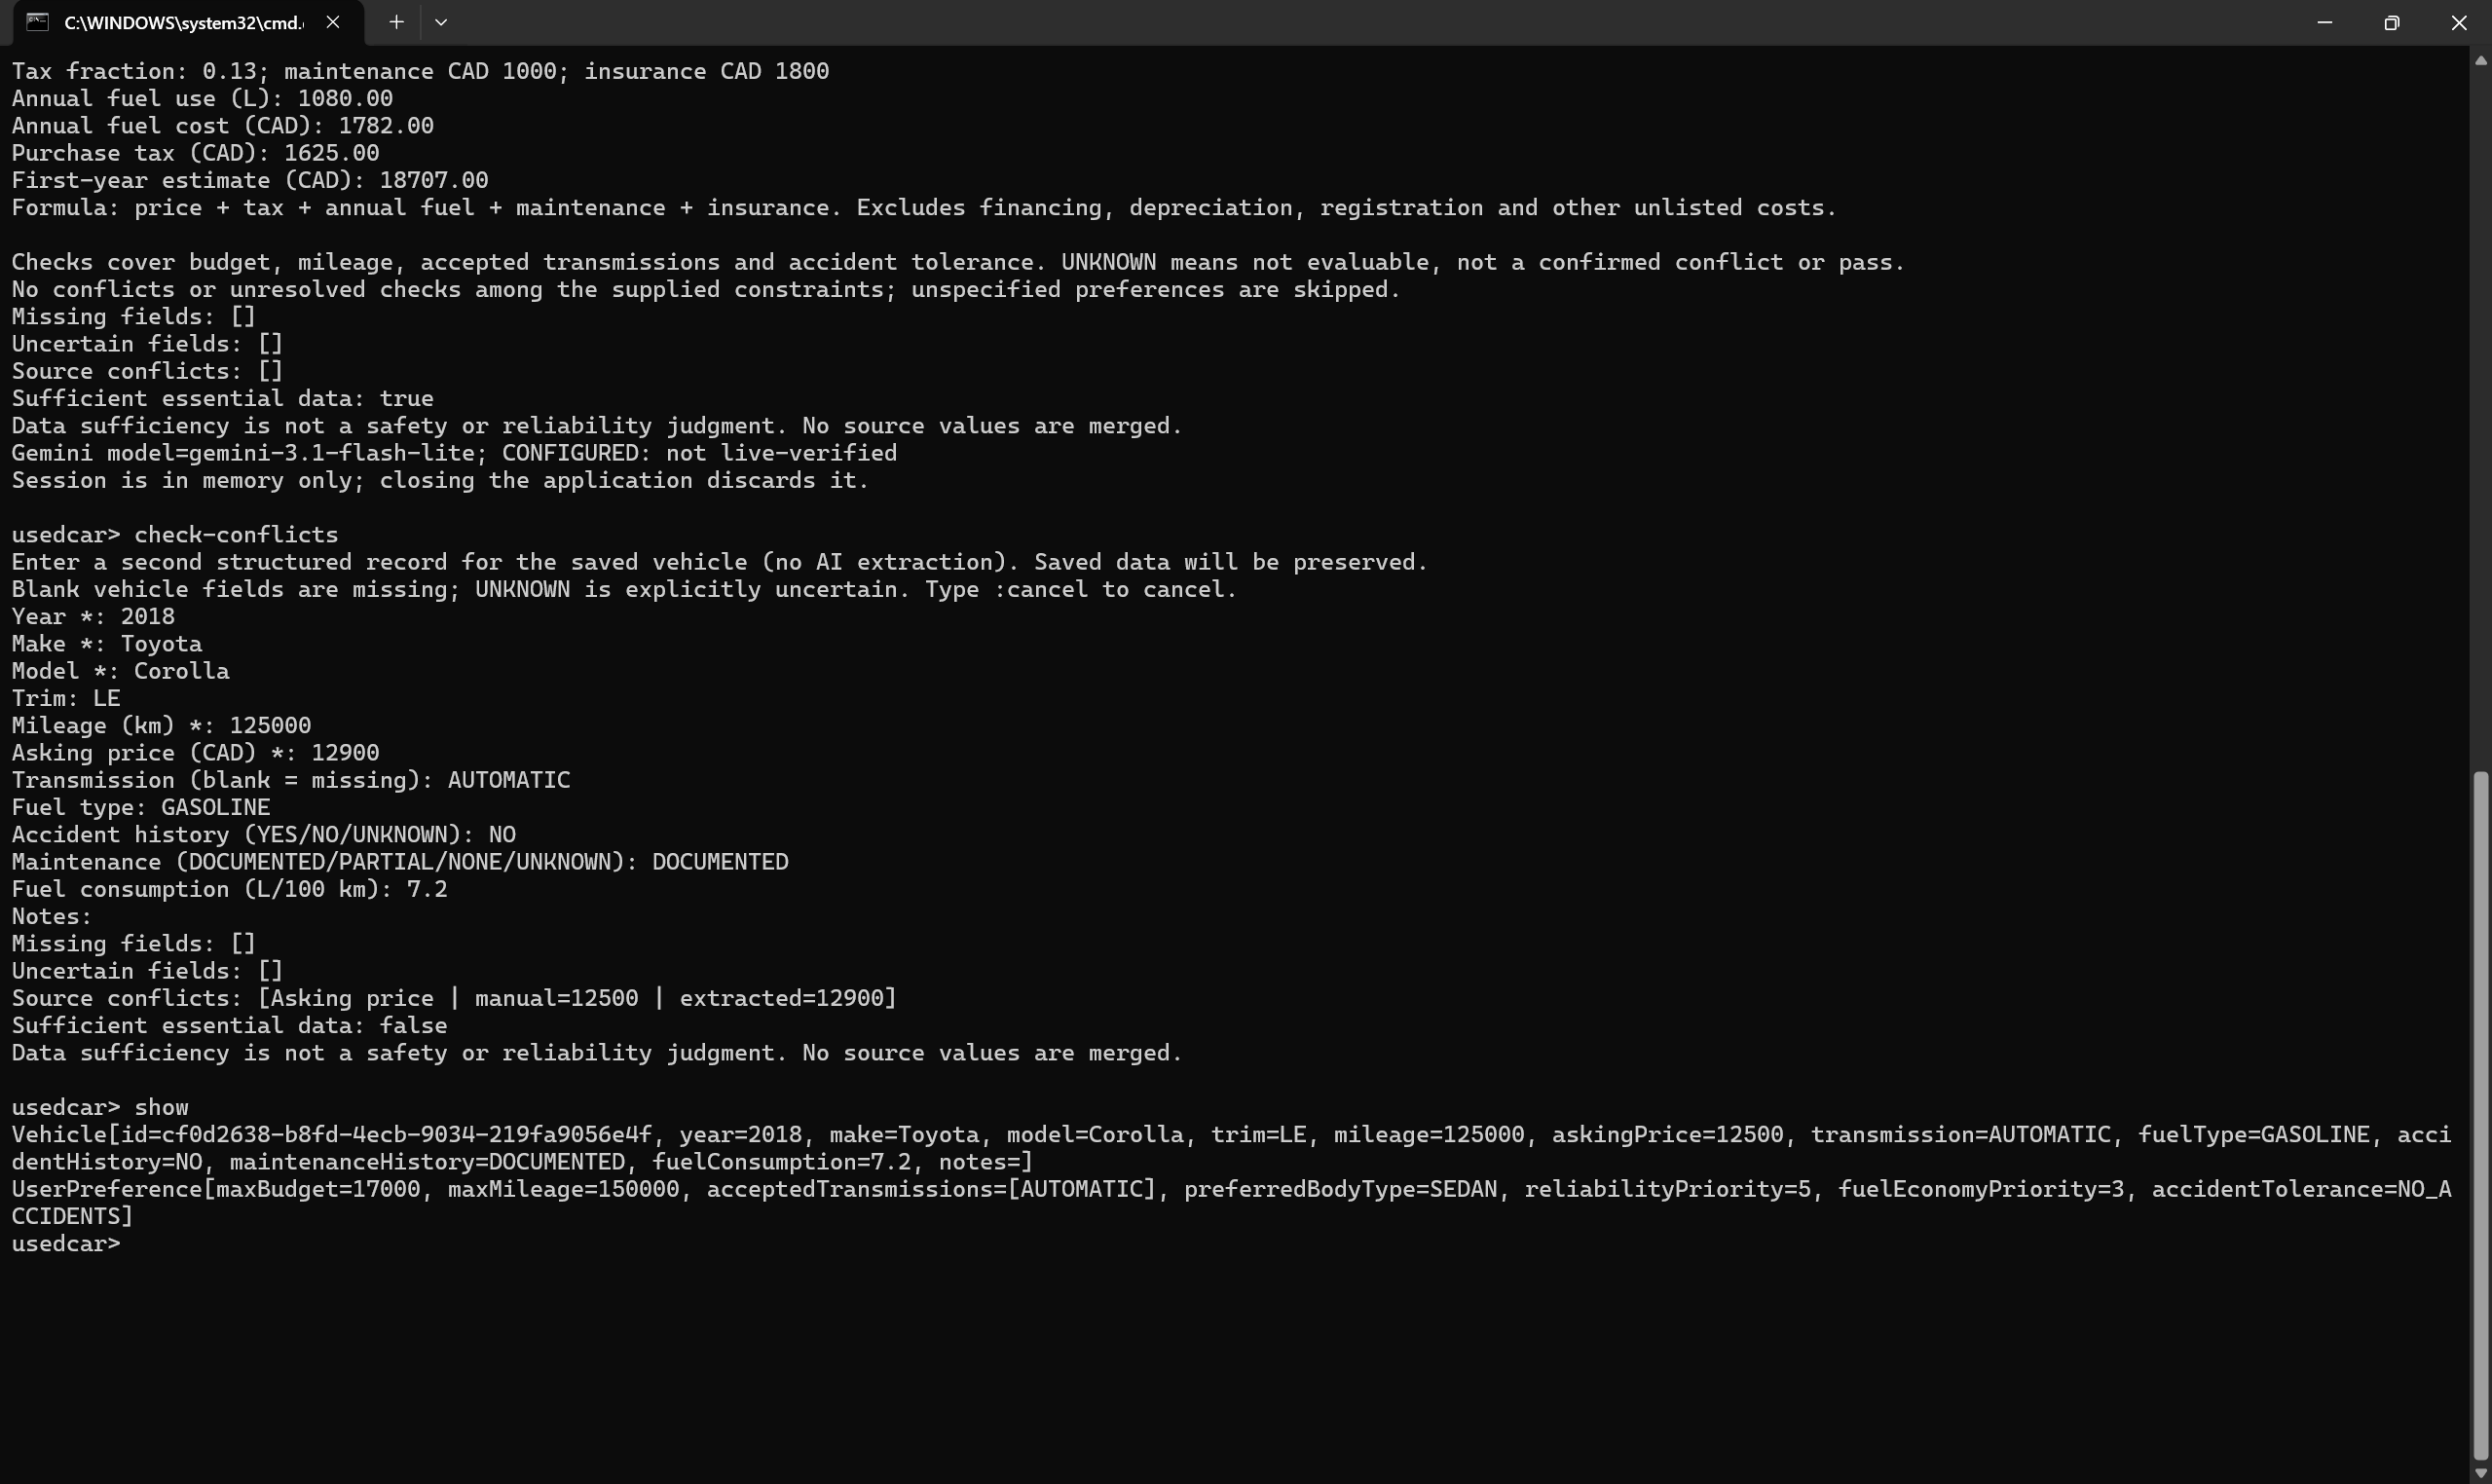 C:\WINDOWS\system32\cmd.
Tax fraction: 0.13; maintenance CAD 1000; insurance CAD 1800
Annual fuel use (L): 1080.00
Annual fuel cost (CAD): 1782.00
Purchase tax (CAD): 1625.00
First-year estimate (CAD): 18707.00
Formula: price + tax + annual fuel + maintenance + insurance. Excludes financing, depreciation, registration and other unlisted costs.
Checks cover budget, mileage, accepted transmissions and accident tolerance. UNKNOWN means not evaluable, not a confirmed conflict or pass.
No conflicts or unresolved checks among the supplied constraints; unspecified preferences are skipped.
Missing fields: []
Uncertain fields: []
Source conflicts: []
Sufficient essential data: true
Data sufficiency is not a safety or reliability judgment. No source values are merged.
Gemini model=gemini-3.1-flash-lite; CONFIGURED: not live-verified
Session is in memory only; closing the application discards it.
usedcar> check-conflicts
Enter a second structured record for the saved vehicle (no AI extraction). Saved data will be preserved.
Blank vehicle fields are missing; UNKNOWN is explicitly uncertain. Type :cancel to cancel.
Year *: 2018
Make *: Toyota
Model *: Corolla
Trim: LE
Mileage (km) *: 125000
Asking price (CAD) *: 12900
Transmission (blank = missing): AUTOMATIC
Fuel type: GASOLINE
Accident history (YES/NO/UNKNOWN): NO
Maintenance (DOCUMENTED/PARTIAL/NONE/UNKNOWN): DOCUMENTED
Fuel consumption (L/100 km): 7.2
Notes:
Missing fields: []
Uncertain fields: []
Source conflicts: [Asking price | manual=12500 | extracted=12900]
Sufficient essential data: false
Data sufficiency is not a safety or reliability judgment. No source values are merged.
usedcar> show
Vehicle[id=cf0d2638-b8fd-4ecb-9034-219fa9056e4f, year=2018, make=Toyota, model=Corolla, trim=LE, mileage=125000, askingPrice=12500, transmission=AUTOMATIC, fuelType=GASOLINE, acci
dentHistory=NO, maintenanceHistory=DOCUMENTED, fuelConsumption=7.2, notes=]
UserPreference[maxBudget=17000, maxMileage=150000, acceptedTransmissions=[AUTOMATIC], preferredBodyType=SEDAN, reliabilityPriority=5, fuelEconomyPriority=3, accidentTolerance=NO_A
CCIDENTS]
usedcar>